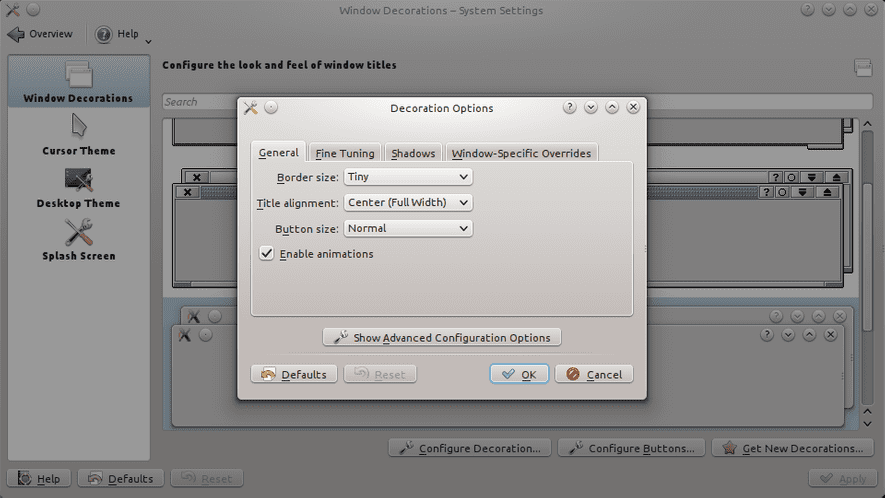 Window Decorations – System Settings
Overview
Help
Window Decorations
Cursor Theme
Desktop Theme
Splash Screen
Configure the look and feel of window titles
Search
Decoration Options
General
Fine Tuning
Shadows
Window-Specific Overrides
Border size: Tiny
Title alignment: Center (Full Width)
Button size: Normal
Enable animations
Show Advanced Configuration Options
Defaults
Reset
OK
Cancel
Configure Decoration...
Configure Buttons...
Get New Decorations...
Help
Defaults
Reset
Apply